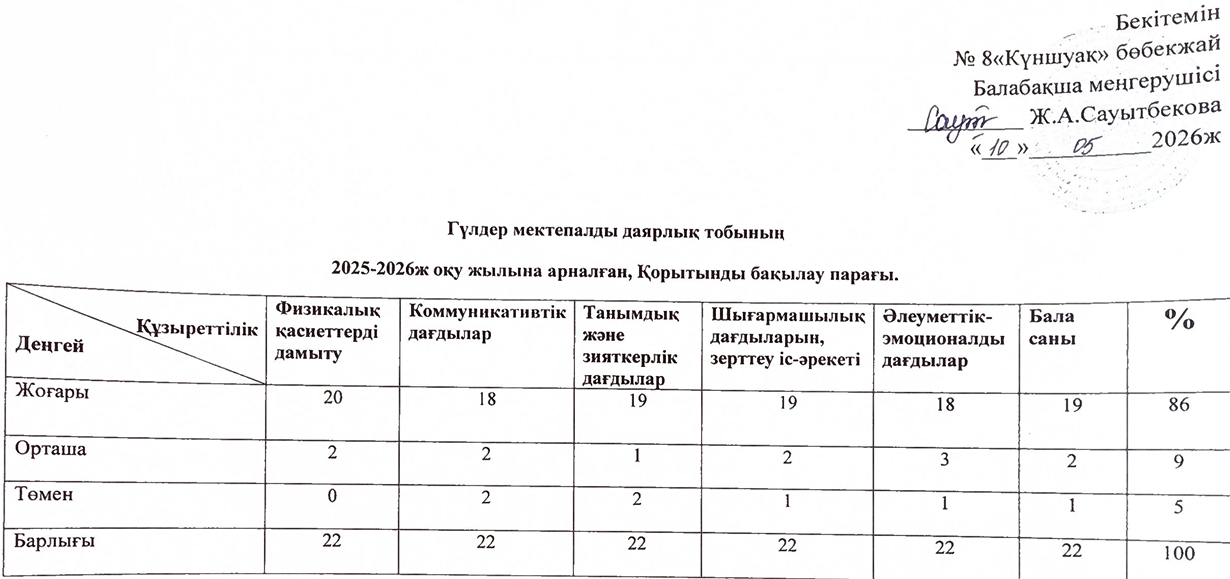 Бекітемін
№ 8«Күншуақ» бөбекжай
Балабақша меңгерушісі
Ж.А.Сауытбекова
«10» 05 2026ж
Гүлдер мектепалды даярлық тобының
2025-2026ж оқу жылына арналған, Қорытынды бақылау парағы.
Құзыреттілік
Деңгей
Физикалық қасиеттерді дамыту
Коммуникативтік дағдылар
Танымдық және зияткерлік дағдылар
Шығармашылық дағдыларын, зерттеу іс-әрекеті
Әлеуметтік-эмоционалды дағдылар
Бала саны
%
Жоғары 20 18 19 19 18 19 86
Орташа 2 2 1 2 3 2 9
Төмен 0 2 2 1 1 1 5
Барлығы 22 22 22 22 22 22 100